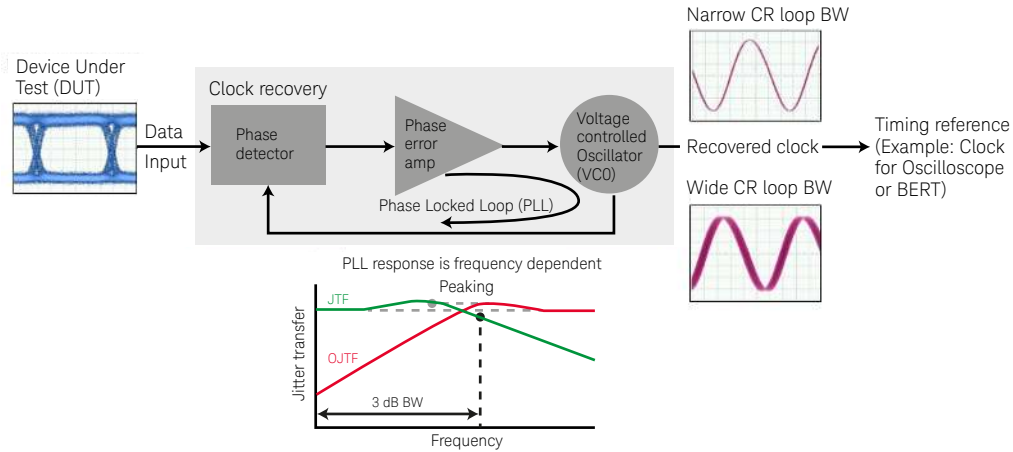 Narrow CR loop BW
Device Under
Test (DUT)
Clock recovery
Data
Input
Phase
detector
Phase
error
amp
Voltage
controlled
Oscillator
(VC0)
Recovered clock
Timing reference
(Example: Clock
for Oscilloscope
or BERT)
Phase Locked Loop (PLL)
Wide CR loop BW
PLL response is frequency dependent
Peaking
JTF
OJTF
Jitter transfer
3 dB BW
Frequency